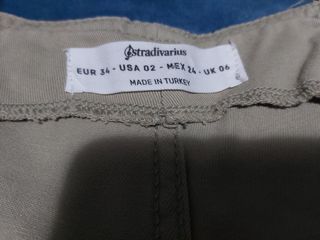 stradivarius
EUR 34 - USA 02 - MEX 24 - UK 06
MADE IN TURKEY